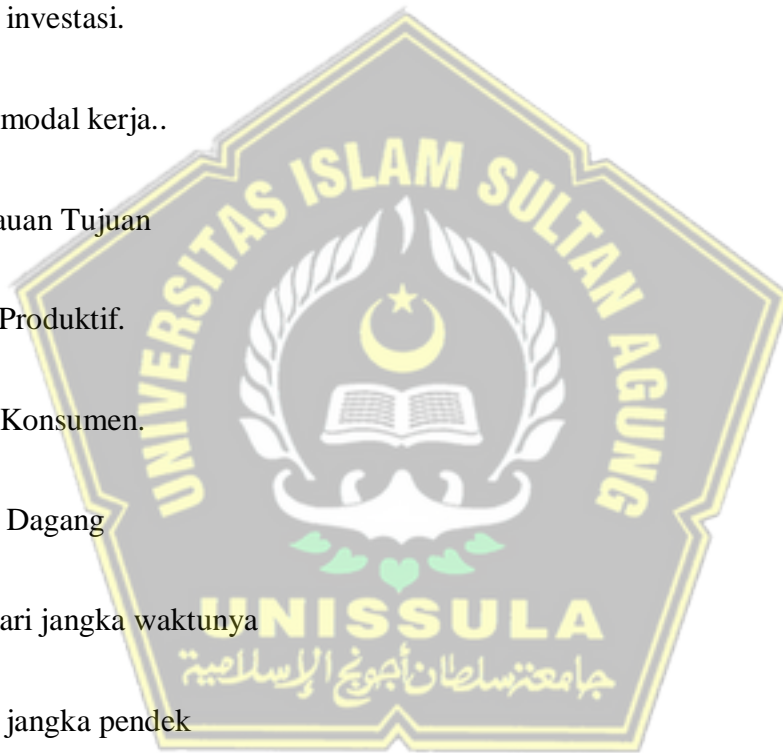 investasi.
modal kerja..
auan Tujuan
Produktif.
Konsumen.
Dagang
ari jangka waktunya
jangka pendek
UNIVERSITAS ISLAM SULTAN AGUNG
UNISSULA
جامعة سلطان أجونج الإسلامية